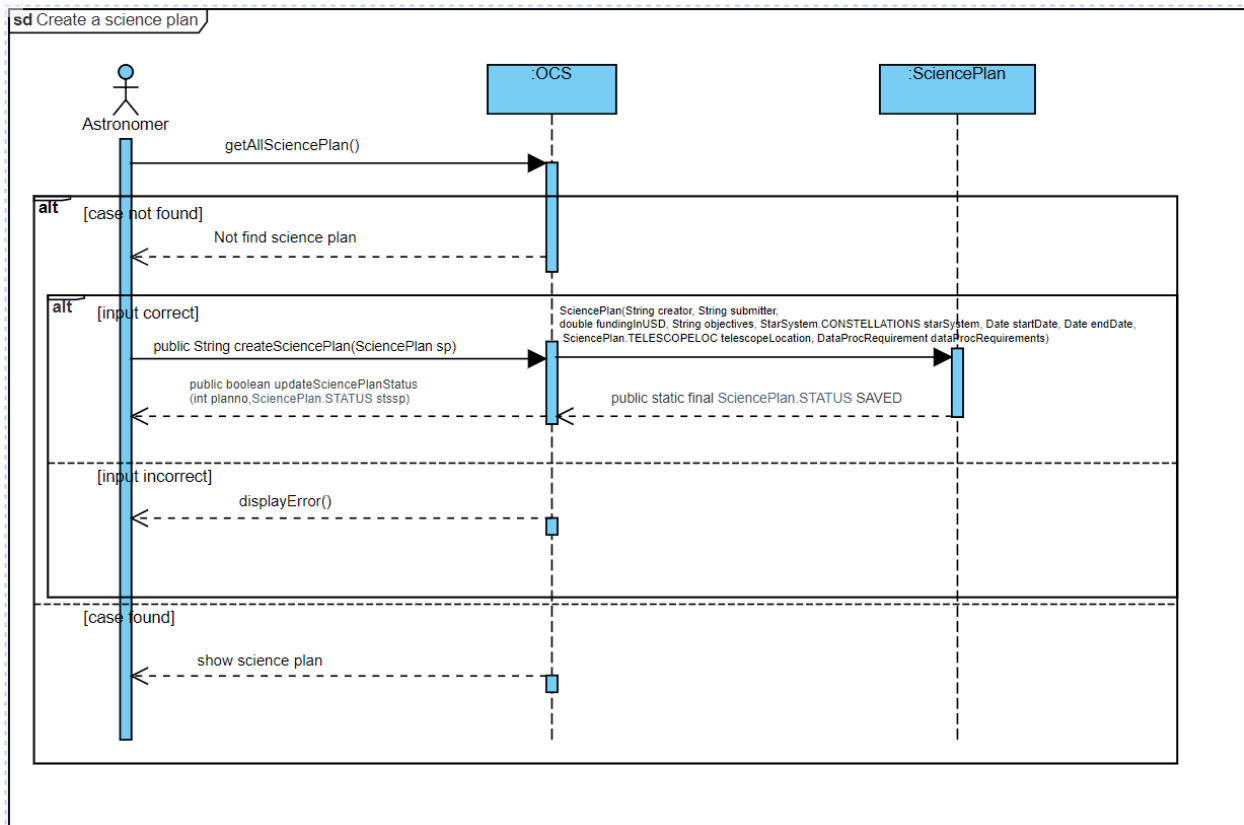 sd Create a science plan
:OCS
:SciencePlan
Astronomer
getAllSciencePlan()
alt
[case not found]
Not find science plan
alt
[input correct]
SciencePlan(String creator, String submitter,
double fundingInUSD, String objectives, StarSystem.CONSTELLATIONS starSystem, Date startDate, Date endDate,
SciencePlan.TELESCOPELOC telescopeLocation, DataProcRequirement dataProcRequirements)
public String createSciencePlan(SciencePlan sp)
public boolean updateSciencePlanStatus
(int planno,SciencePlan.STATUS stssp)
public static final SciencePlan.STATUS SAVED
[input incorrect]
displayError()
[case found]
show science plan